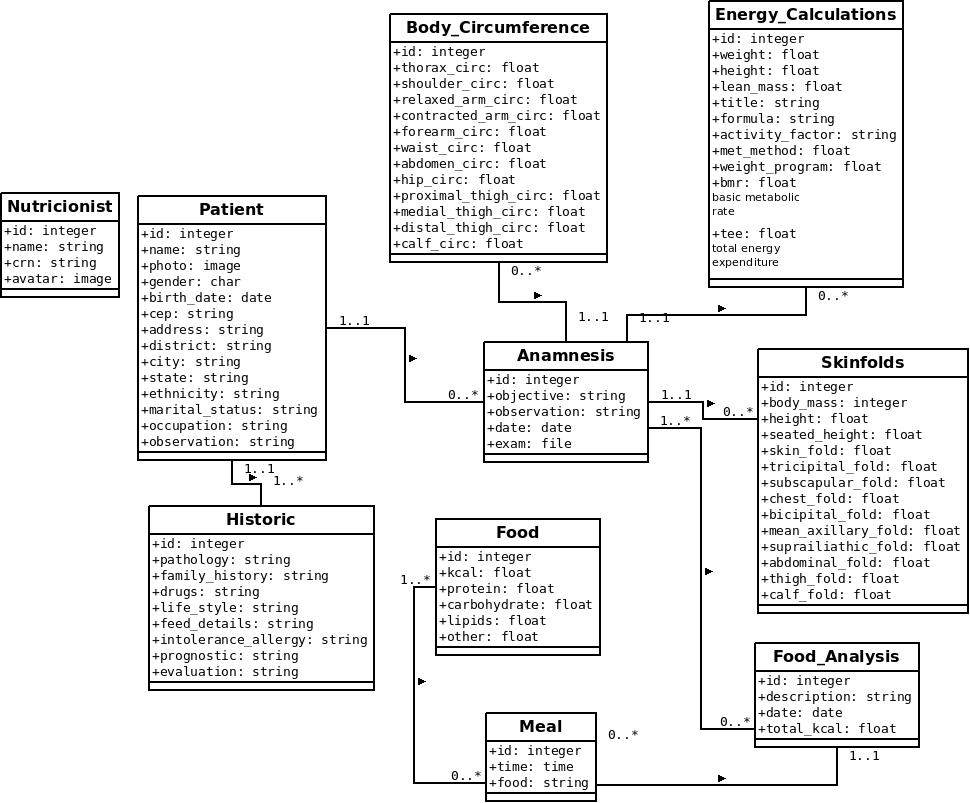 Body_Circumference
+id: integer
+thorax_circ: float
+shoulder_circ: float
+relaxed_arm_circ: float
+contracted_arm_circ: float
+forearm_circ: float
+waist_circ: float
+abdomen_circ: float
+hip_circ: float
+proximal_thigh_circ: float
+medial_thigh_circ: float
+distal_thigh_circ: float
+calf_circ: float
0..*
1..1
Energy_Calculations
+id: integer
+weight: float
+height: float
+lean_mass: float
+title: string
+formula: string
+activity_factor: string
+met_method: float
+weight_program: float
+bmr: float
basic metabolic
rate
+tee: float
total energy
expenditure
0..*
1..1
Nutricionist
+id: integer
+name: string
+crn: string
+avatar: image
Patient
+id: integer
+name: string
+photo: image
+gender: char
+birth_date: date
+cep: string
+address: string
+district: string
+city: string
+state: string
+ethnicity: string
+marital_status: string
+occupation: string
+observation: string
1..1
0..*
1..1
1..*
Anamnesis
+id: integer
+objective: string
+observation: string
+date: date
+exam: file
1..1
0..*
1..*
0..*
Skinfolds
+id: integer
+body_mass: integer
+height: float
+seated_height: float
+skin_fold: float
+tricipital_fold: float
+subscapular_fold: float
+chest_fold: float
+bicipital_fold: float
+mean_axillary_fold: float
+suprailiathic_fold: float
+abdominal_fold: float
+thigh_fold: float
+calf_fold: float
Historic
+id: integer
+pathology: string
+family_history: string
+drugs: string
+life_style: string
+feed_details: string
+intolerance_allergy: string
+prognostic: string
+evaluation: string
Food
+id: integer
+kcal: float
+protein: float
+carbohydrate: float
+lipids: float
+other: float
1..*
0..*
Food_Analysis
+id: integer
+description: string
+date: date
+total_kcal: float
1..1
Meal
+id: integer
+time: time
+food: string
0..*